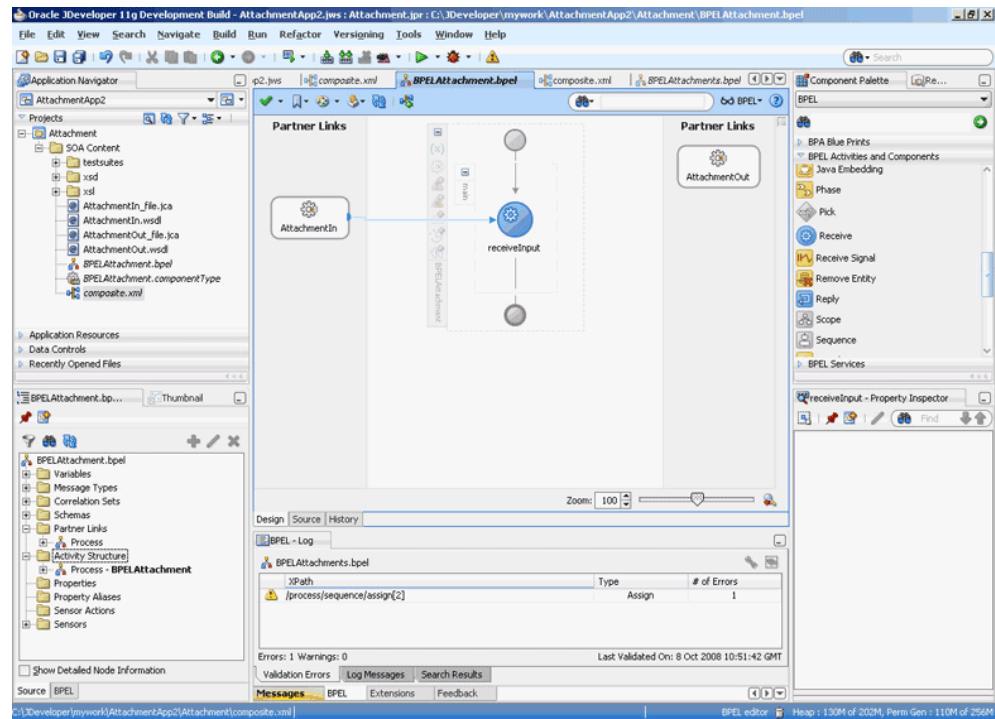 Oracle JDeveloper 11g Development Build - AttachmentApp2.jws : Attachment.jpr : C:\JDeveloper\mywork\AttachmentApp2\Attachment\BPELAttachment.bpel
File Edit View Search Navigate Build Run Refactor Versioning Tools Window Help
Search
Application Navigator
AttachmentApp2
Projects
Attachment
SOA Content
testsuites
xsd
xsl
AttachmentIn_file.jca
AttachmentIn.wsdl
AttachmentOut_file.jca
AttachmentOut.wsdl
BPELAttachment.bpel
BPELAttachment.componentType
composite.xml
Application Resources
Data Controls
Recently Opened Files
BPELAttachment.bp... Thumbnail
BPELAttachment.bpel
Variables
Message Types
Correlation Sets
Schemas
Partner Links
Process
Activity Structure
Process - BPELAttachment
Properties
Property Aliases
Sensor Actions
Sensors
Show Detailed Node Information
Source BPEL
p2.jws composite.xml BPELAttachment.bpel composite.xml BPELAttachments.bpel
BPEL
Partner Links
Partner Links
(x)
main
BPELAttachment
AttachmentIn
receiveInput
AttachmentOut
Zoom: 100
Design Source History
BPEL - Log
BPELAttachments.bpel
XPath Type # of Errors
/process/sequence/assign[2] Assign 1
Errors: 1 Warnings: 0 Last Validated On: 8 Oct 2008 10:51:42 GMT
Validation Errors Log Messages Search Results
Messages BPEL Extensions Feedback
Component Palette Re...
BPEL
BPA Blue Prints
BPEL Activities and Components
Java Embedding
Phase
Pick
Receive
Receive Signal
Remove Entity
Reply
Scope
Sequence
BPEL Services
receiveInput - Property Inspector
Find
C:\JDeveloper\mywork\AttachmentApp2\Attachment\composite.xml BPEL editor Heap : 130M of 202M, Perm Gen : 110M of 256M